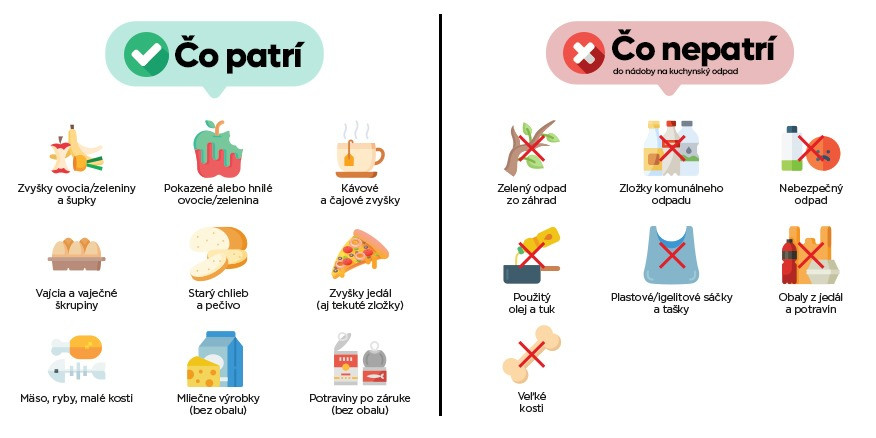 Čo patrí
Zvyšky ovocia/zeleniny
a šupky
Pokazené alebo hnilé
ovocie/zelenina
Kávové
a čajové zvyšky
Vajcia a vaječné
škrupiny
Starý chlieb
a pečivo
Zvyšky jedál
(aj tekuté zložky)
Mäso, ryby, malé kosti
Mliečne výrobky
(bez obalu)
Potraviny po záruke
(bez obalu)
Čo nepatrí
do nádoby na kuchynský odpad
Zelený odpad
zo záhrad
Zložky komunálneho
odpadu
Nebezpečný
odpad
Použitý
olej a tuk
Plastové/igelitové sáčky
a tašky
Obaly z jedál
a potravín
Veľké
kosti